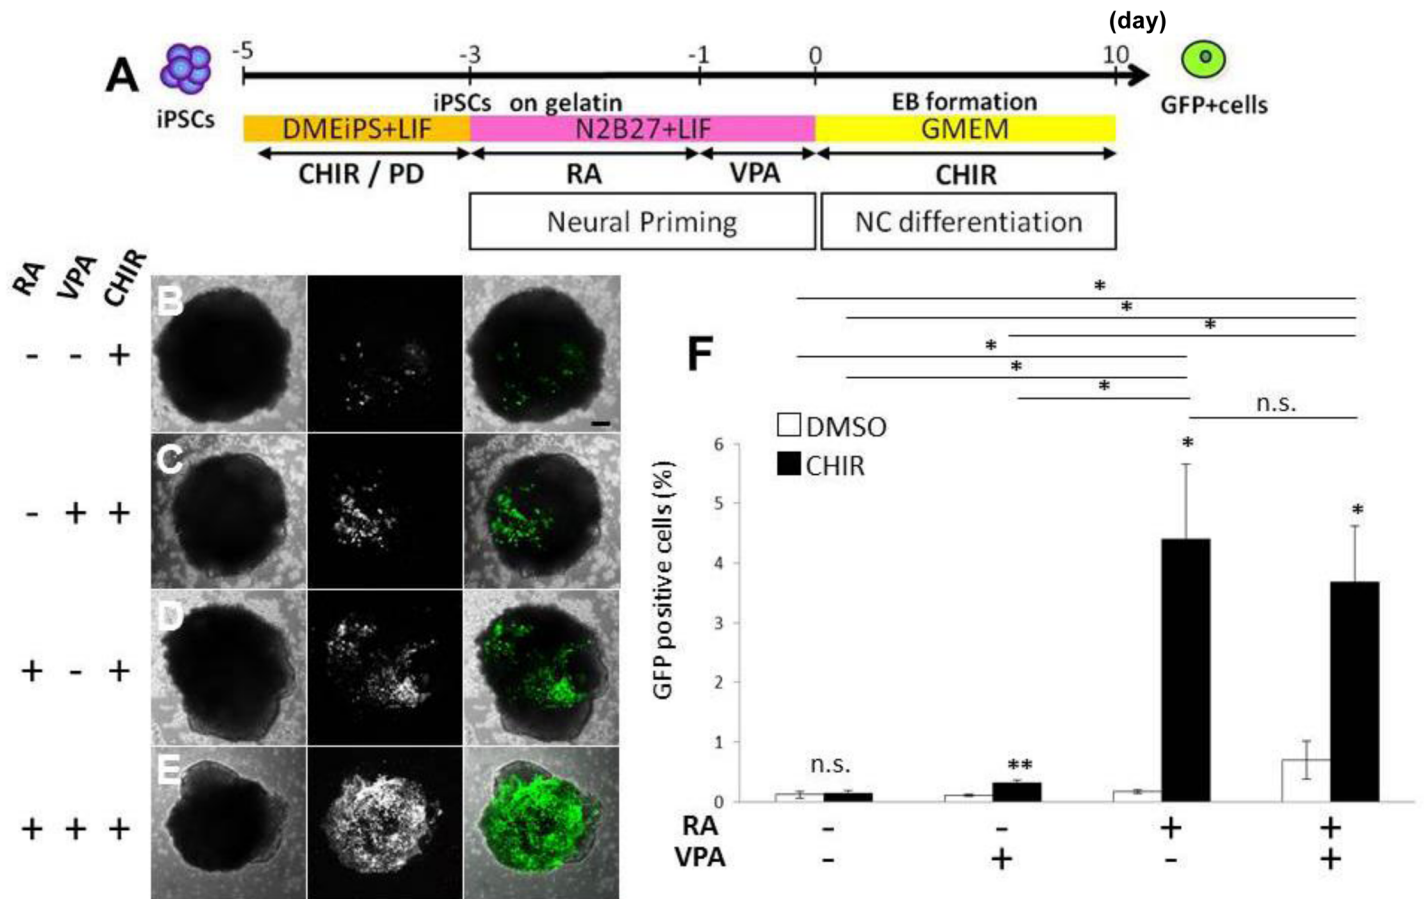 (day)
A
-5
-3
-1
0
10
iPSCs
iPSCs on gelatin
EB formation
GFP+cells
DMEiPS+LIF
N2B27+LIF
GMEM
CHIR / PD
RA
VPA
CHIR
Neural Priming
NC differentiation
RA
VPA
CHIR
B
- - +
C
- + +
D
+ - +
E
+ + +
F
*
*
*
*
*
*
n.s.
DMSO
CHIR
GFP positive cells (%)
6
5
4
3
2
1
0
n.s.
**
*
*
RA - - + +
VPA - + - +